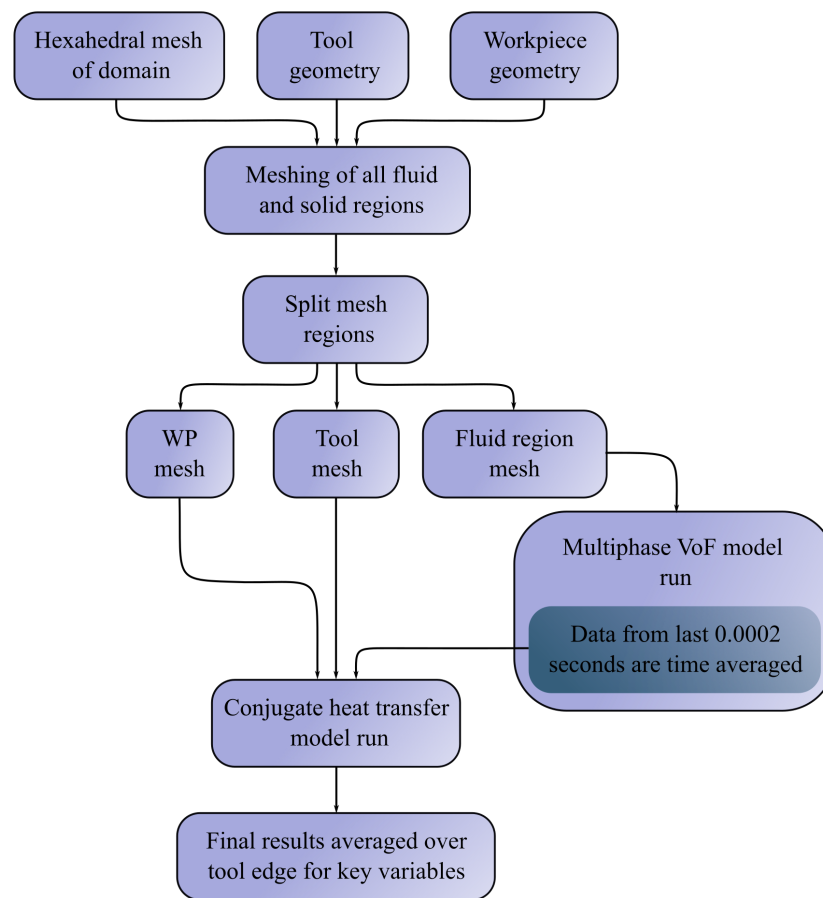 Hexahedral mesh
of domain
Tool
geometry
Workpiece
geometry
Meshing of all fluid
and solid regions
Split mesh
regions
WP
mesh
Tool
mesh
Fluid region
mesh
Multiphase VoF model
run
Data from last 0.0002
seconds are time averaged
Conjugate heat transfer
model run
Final results averaged over
tool edge for key variables